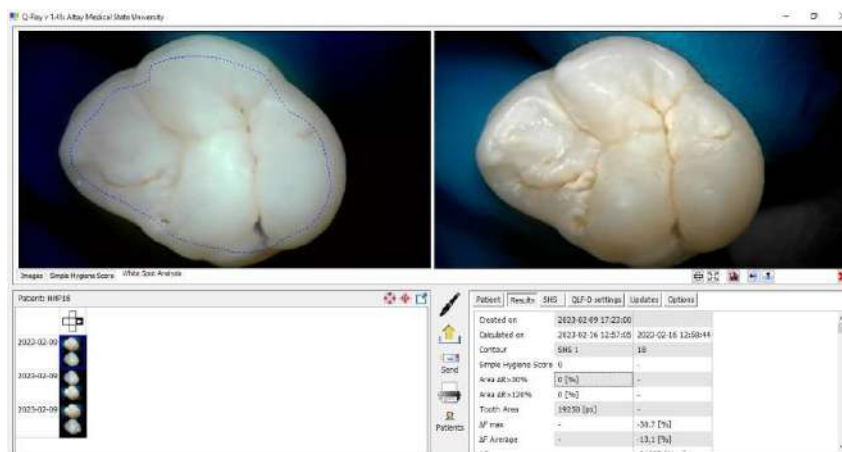 Q-Ray v 1.45: Altay Medical State University
Images Simple Hygiene Score White Spot Analysis
Patient: HHP16
Patient Results SHS QLF-D settings Updates Options
2023-02-09
2023-02-09
2023-02-09
Send
Patients
Created on 2023-02-09 17:23:00
Calculated on 2023-02-16 12:57:05 2023-02-16 12:58:44
Contour SHS 1 18
Simple Hygiene Score 0 -
Area ΔR>30% 0 [%] -
Area ΔR>120% 0 [%] -
Tooth Area 19250 [px] -
ΔF max - -30,7 [%]
ΔF Average - -13,1 [%]